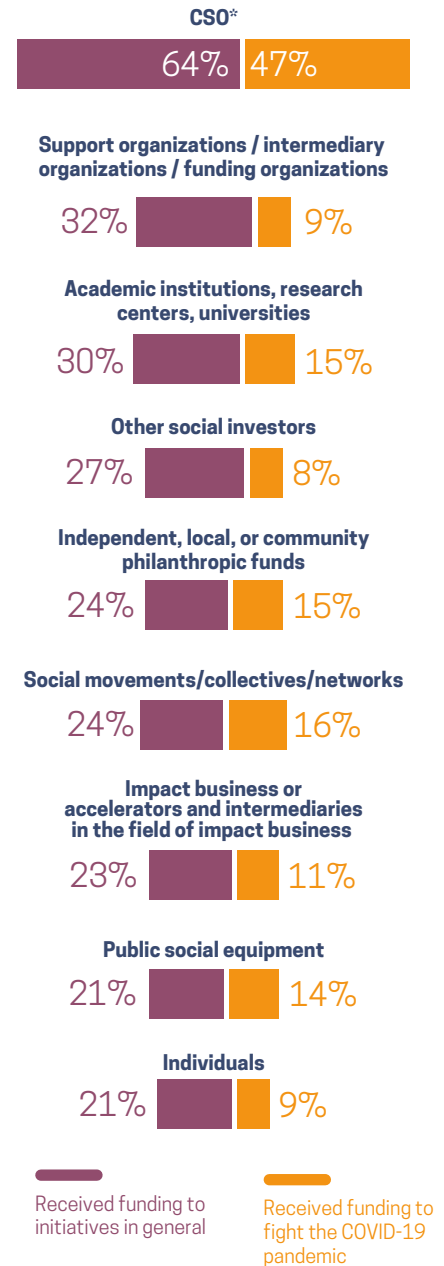 CSO*
64% 47%
Support organizations / intermediary
organizations / funding organizations
32% 9%
Academic institutions, research
centers, universities
30% 15%
Other social investors
27% 8%
Independent, local, or community
philanthropic funds
24% 15%
Social movements/collectives/networks
24% 16%
Impact business or
accelerators and intermediaries
in the field of impact business
23% 11%
Public social equipment
21% 14%
Individuals
21% 9%
Received funding to
initiatives in general
Received funding to
fight the COVID-19
pandemic